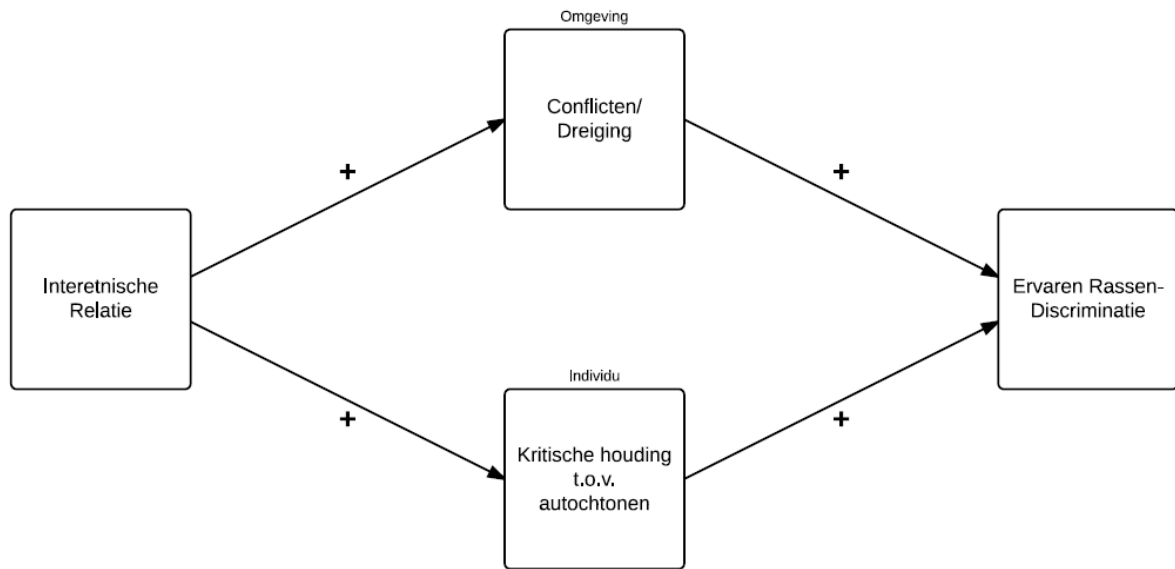 Omgeving
Conflicten/
Dreiging
+
+
Interetnische
Relatie
Ervaren Rassen-
Discriminatie
Individu
+
+
Kritische houding
t.o.v.
autochtonen